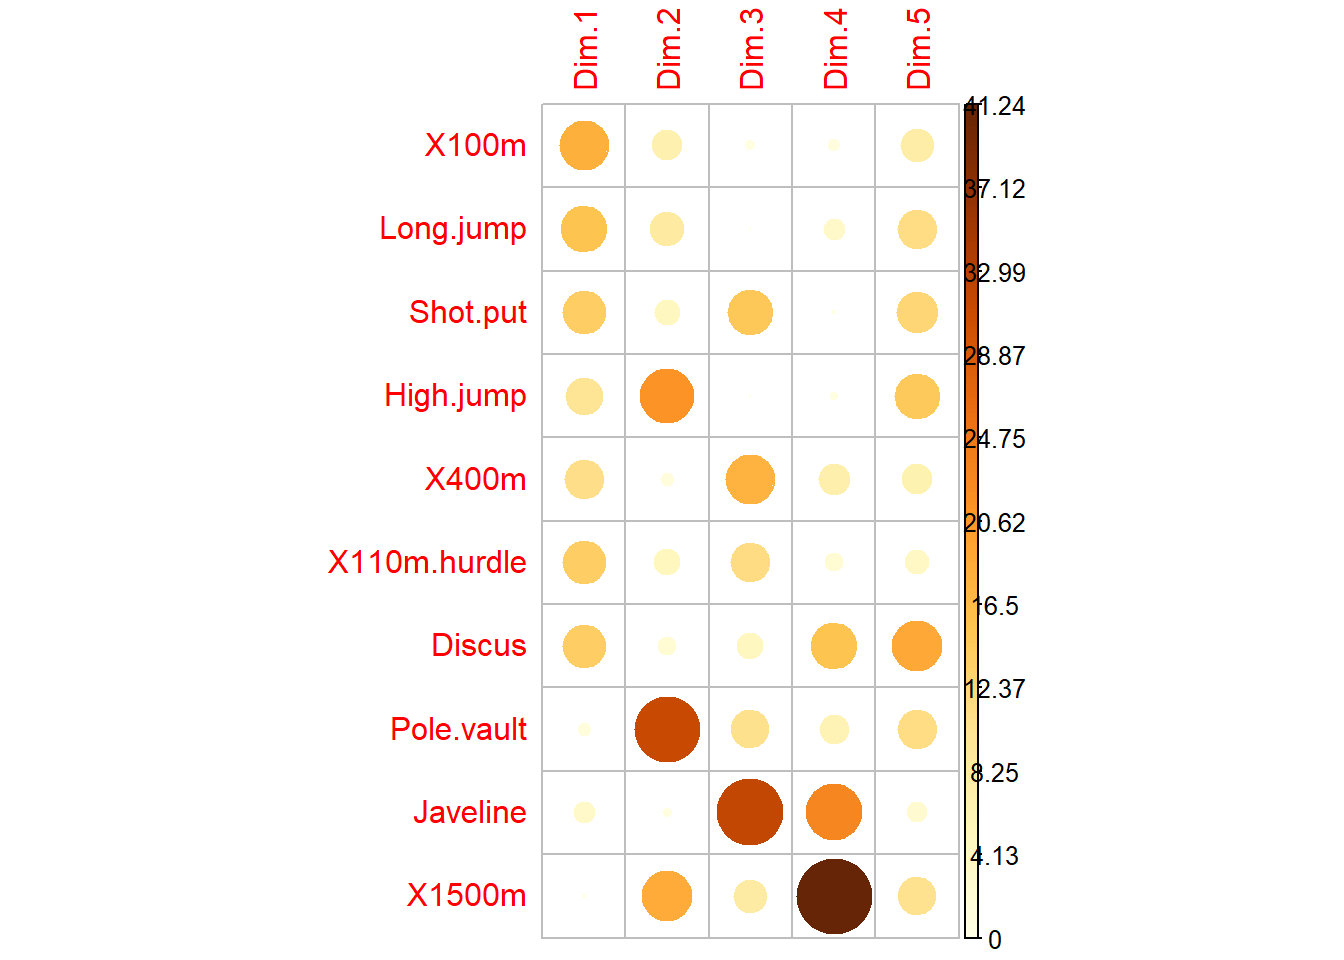 Dim.1 Dim.2 Dim.3 Dim.4 Dim.5
X100m
Long.jump
Shot.put
High.jump
X400m
X110m.hurdle
Discus
Pole.vault
Javeline
X1500m
41.24
37.12
32.99
28.87
24.75
20.62
16.5
12.37
8.25
4.13
0